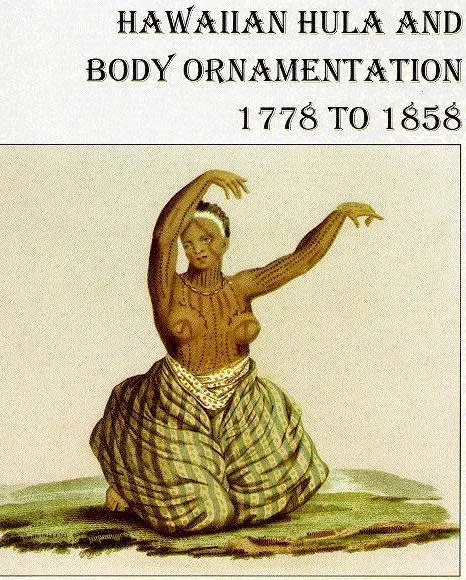 HAWAIIAN HULA AND
BODY ORNAMENTATION
1778 TO 1858